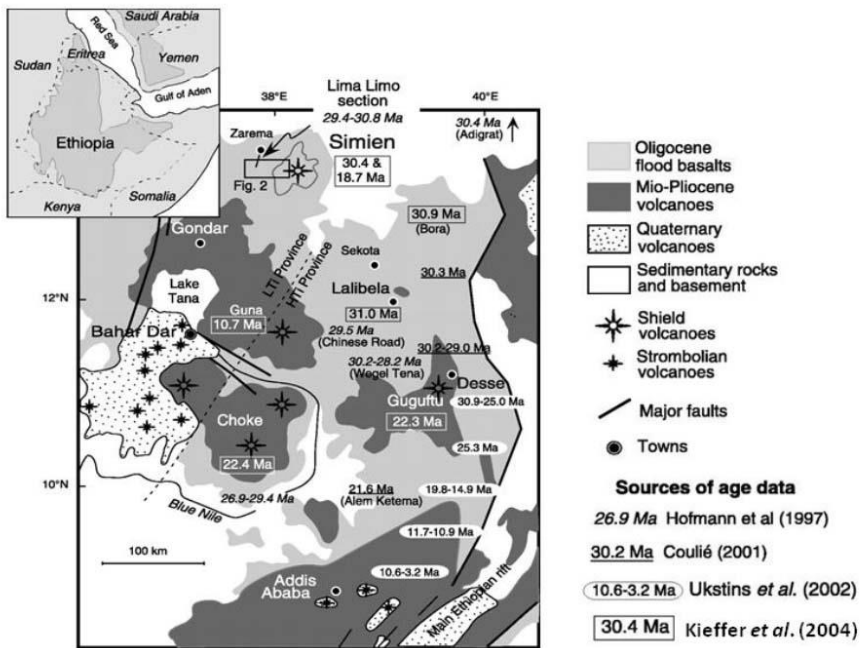 Saudi Arabia
Red Sea
Eritrea
Sudan
Yemen
Gulf of Aden
Ethiopia
Somalia
Kenya
38°E
40°E
Lima Limo
section
29.4-30.8 Ma
30.4 Ma
(Adigrat)
Zarema
Simien
30.4 &
18.7 Ma
Fig. 2
30.9 Ma
(Bora)
Gondar
LTi Province
HTi Province
Sekota
30.3 Ma
Lalibela
31.0 Ma
12°N
Lake
Tana
Guna
10.7 Ma
Bahar Dar
29.5 Ma
(Chinese Road)
30.2-29.0 Ma
30.2-28.2 Ma
(Wegel Tena)
Desse
Guguftu
30.9-25.0 Ma
22.3 Ma
Choke
25.3 Ma
22.4 Ma
10°N
26.9-29.4 Ma
21.6 Ma
(Alem Ketema)
19.8-14.9 Ma
Blue Nile
11.7-10.9 Ma
100 km
10.6-3.2 Ma
Addis
Ababa
Main Ethiopian rift
Oligocene
flood basalts
Mio-Pliocene
volcanoes
Quaternary
volcanoes
Sedimentary rocks
and basement
Shield
volcanoes
Strombolian
volcanoes
Major faults
Towns
Sources of age data
26.9 Ma Hofmann et al (1997)
30.2 Ma Coulié (2001)
10.6-3.2 Ma Ukstins et al. (2002)
30.4 Ma Kieffer et al. (2004)